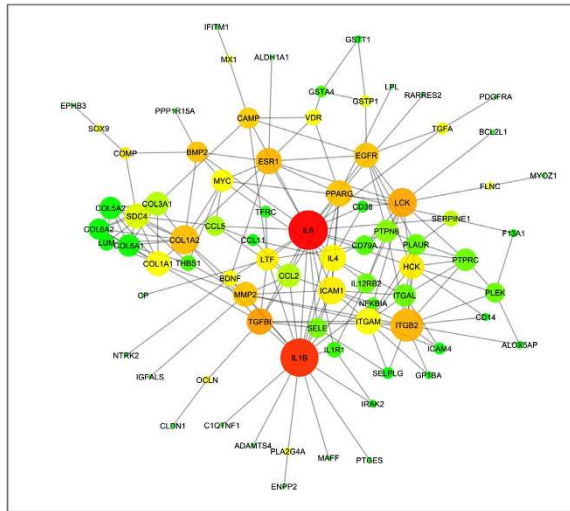 IFITM1
GSTT1
MX1
ALDH1A1
GSTA4
LPL
RARRES2
PDGFRA
EPHB3
PPP1R15A
CAMP
VDR
GSTP1
TGFA
BCL2L1
SOX9
COMP
BMP2
ESR1
EGFR
MYC
PPARG
LCK
FLNC
MYOZ1
COL5A2
SDC4
COL3A1
TFRC
CD38
SERPINE1
COL6A2
COL1A2
CCL5
IL6
PTPN6
F13A1
LUM
COL5A1
CCL11
CD79A
PLAUR
COL1A1
THBS1
LTF
IL4
HCK
PTPRC
BDNF
CCL2
IL12RB2
CP
MMP2
ICAM1
NFKBIA
ITGAL
PLEK
TGFBI
SELE
ITGAM
ITGB2
CD14
NTRK2
IL1B
IL1R1
ICAM4
ALOX5AP
IGFALS
SELPLG
GP1BA
OCLN
IRAK2
CLDN1
C1QTNF1
ADAMTS4
PLA2G4A
MAFF
PTGES
ENPP2